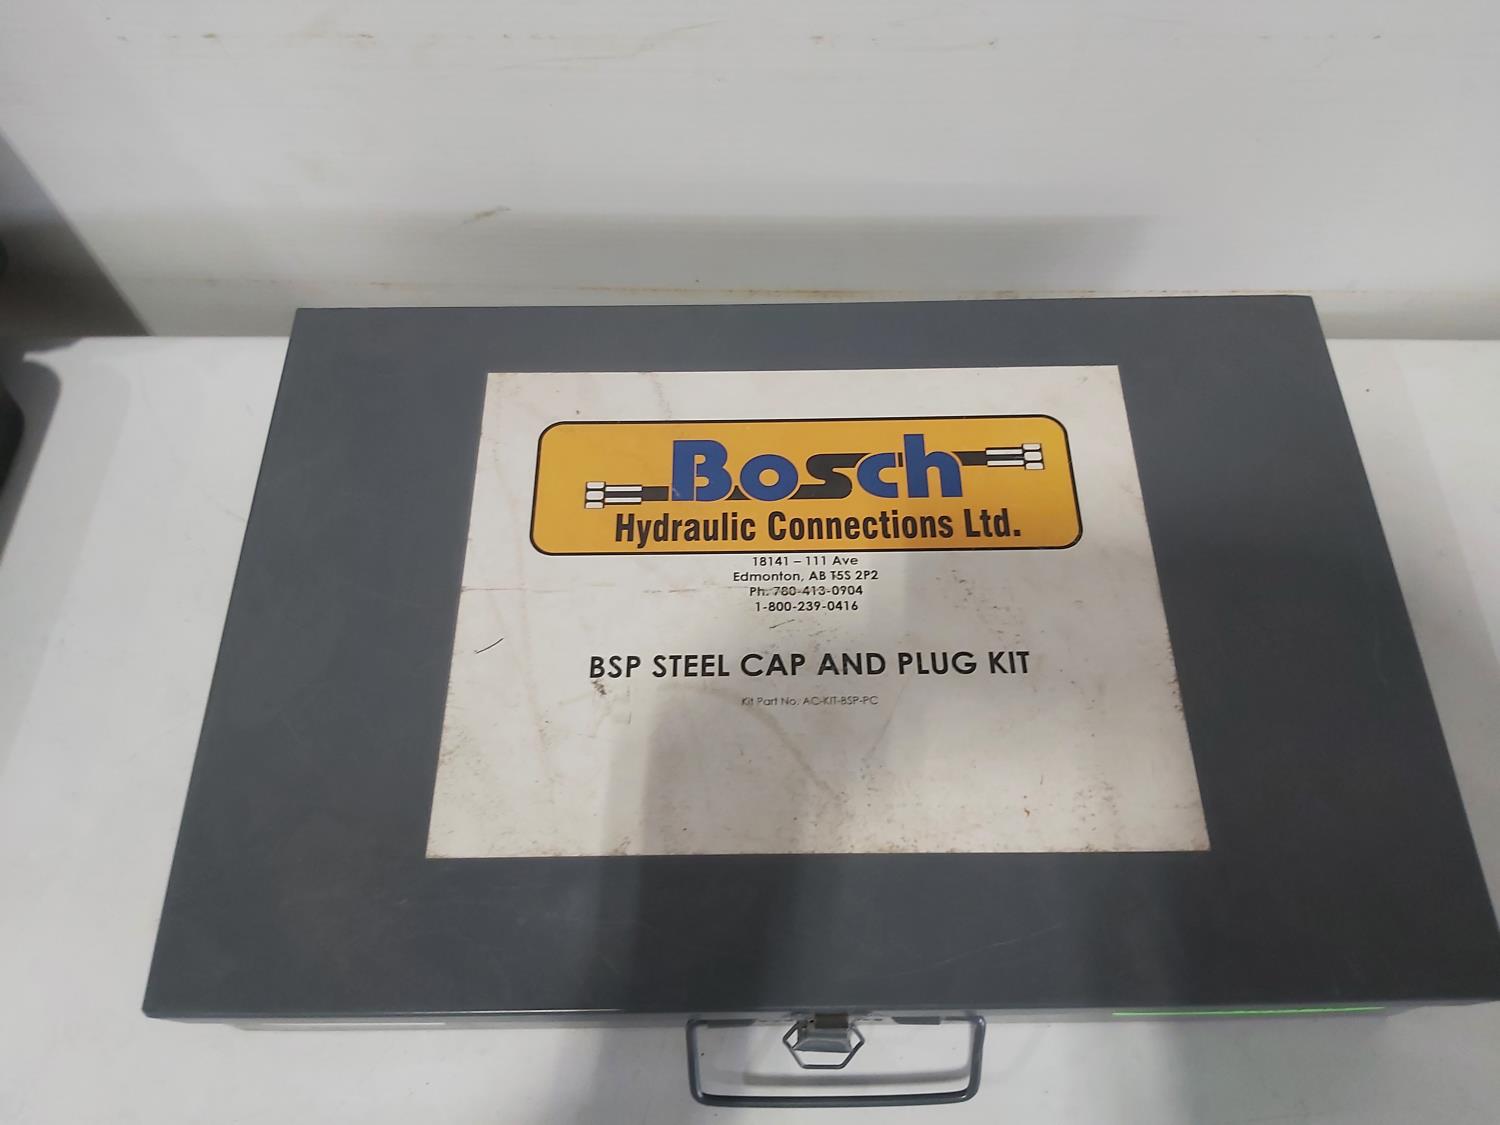 Bosch
Hydraulic Connections Ltd.
18141 – 111 Ave
Edmonton, AB T5S 2P2
Ph. 780-413-0904
1-800-239-0416
BSP STEEL CAP AND PLUG KIT
Kit Part No. AC-KIT-BSP-PC